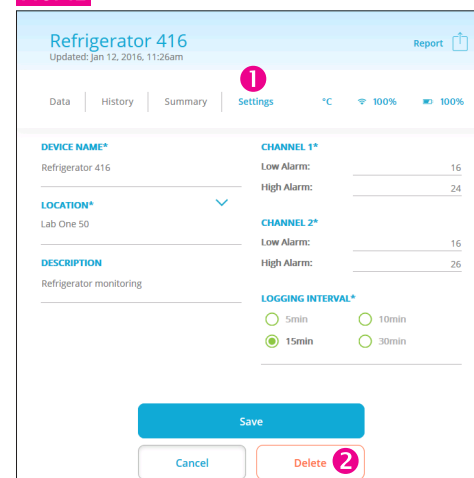 Refrigerator 416
Updated: Jan 12, 2016, 11:26am
Report
1
Data History Summary Settings °C 100% 100%
DEVICE NAME*
Refrigerator 416
LOCATION*
Lab One 50
DESCRIPTION
Refrigerator monitoring
CHANNEL 1*
Low Alarm: 16
High Alarm: 24
CHANNEL 2*
Low Alarm: 16
High Alarm: 26
LOGGING INTERVAL*
5min 10min
15min 30min
Save
Cancel Delete 2